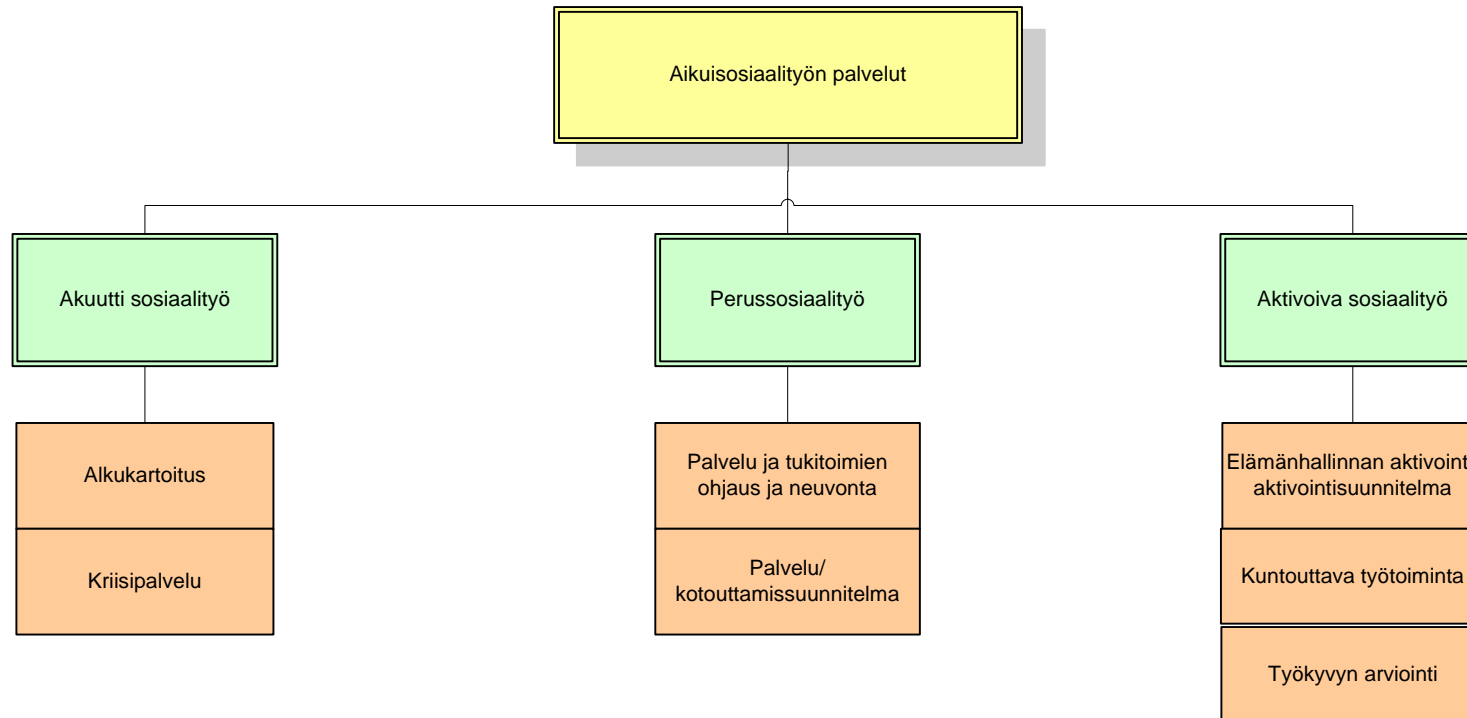 Aikuisosiaalityön palvelut
Akuutti sosiaalityö
Perussosiaalityö
Aktivoiva sosiaalityö
Alkukartoitus
Kriisipalvelu
Palvelu ja tukitoimien
ohjaus ja neuvonta
Palvelu/
kotouttamissuunnitelma
Elämänhallinnan
aktivointisuunnitelma
Kuntouttava työtoiminta
Työkyvyn arviointi